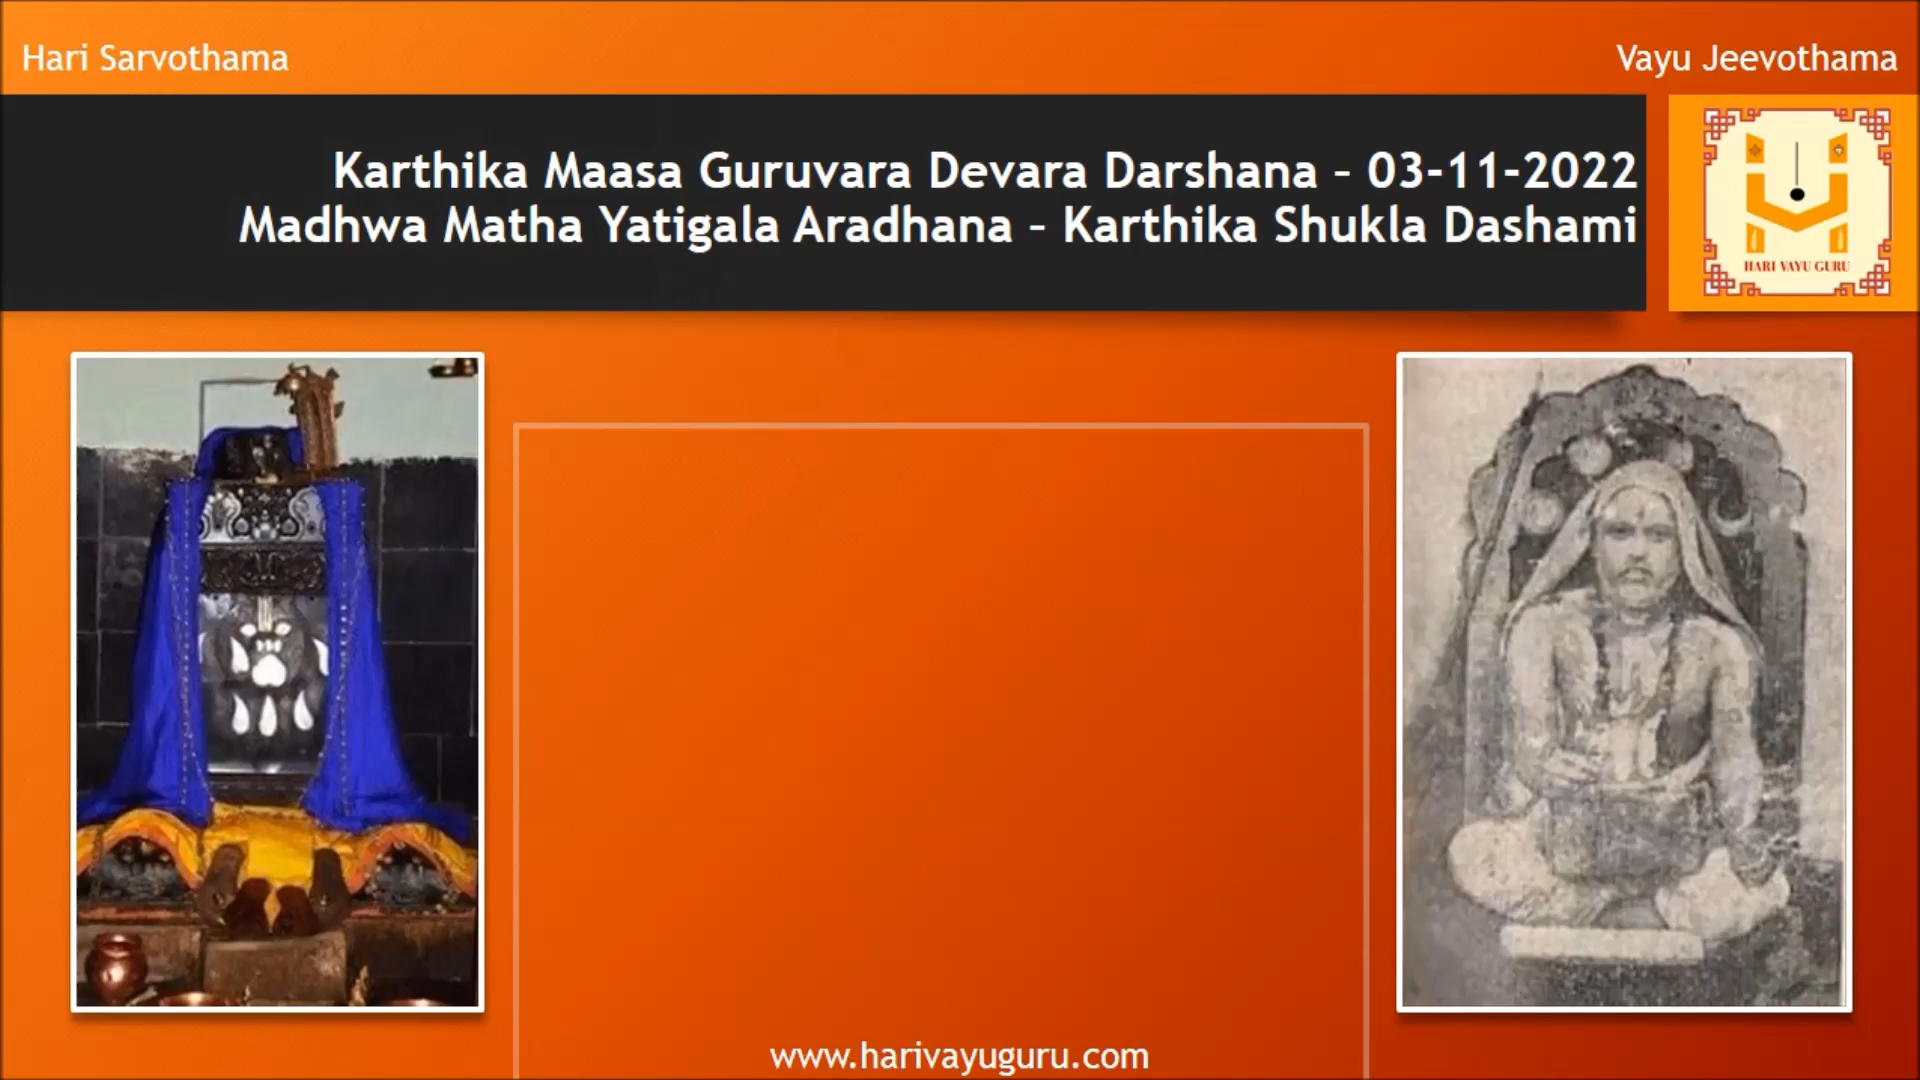 Hari Sarvothama
Vayu Jeevothama
Karthika Maasa Guruvara Devara Darshana – 03-11-2022
Madhwa Matha Yatigala Aradhana – Karthika Shukla Dashami
HARI VAYU GURU
www.harivayuguru.com